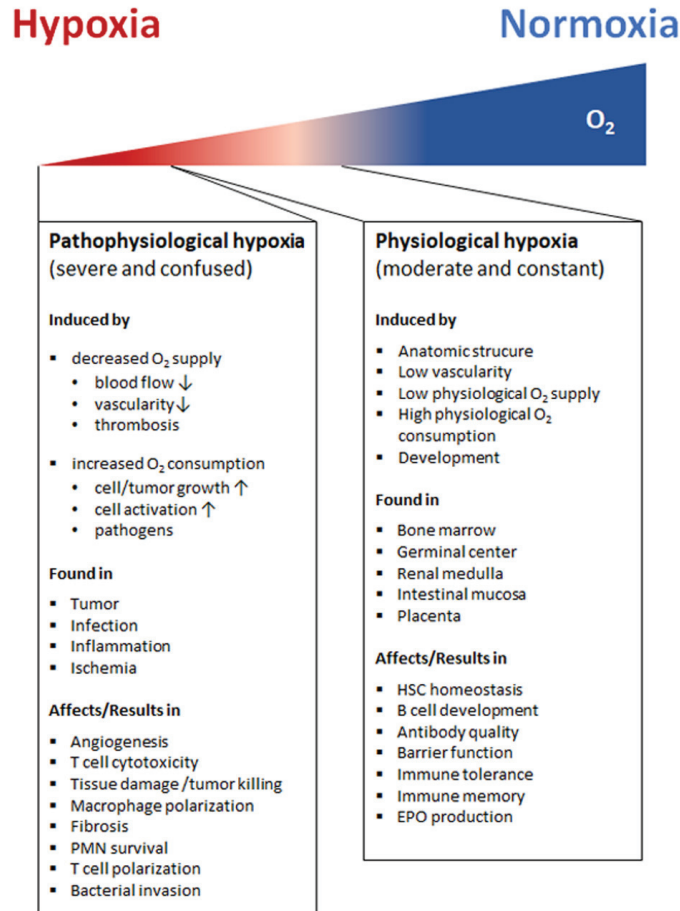 Hypoxia
Normoxia
O₂
Pathophysiological hypoxia
(severe and confused)
Induced by
▪ decreased O₂ supply
• blood flow ↓
• vascularity↓
• thrombosis
▪ increased O₂ consumption
• cell/tumor growth ↑
• cell activation ↑
• pathogens
Found in
▪ Tumor
▪ Infection
▪ Inflammation
▪ Ischemia
Affects/Results in
▪ Angiogenesis
▪ T cell cytotoxicity
▪ Tissue damage /tumor killing
▪ Macrophage polarization
▪ Fibrosis
▪ PMN survival
▪ T cell polarization
▪ Bacterial invasion
Physiological hypoxia
(moderate and constant)
Induced by
▪ Anatomic strucure
▪ Low vascularity
▪ Low physiological O₂ supply
▪ High physiological O₂
consumption
▪ Development
Found in
▪ Bone marrow
▪ Germinal center
▪ Renal medulla
▪ Intestinal mucosa
▪ Placenta
Affects/Results in
▪ HSC homeostasis
▪ B cell development
▪ Antibody quality
▪ Barrier function
▪ Immune tolerance
▪ Immune memory
▪ EPO production